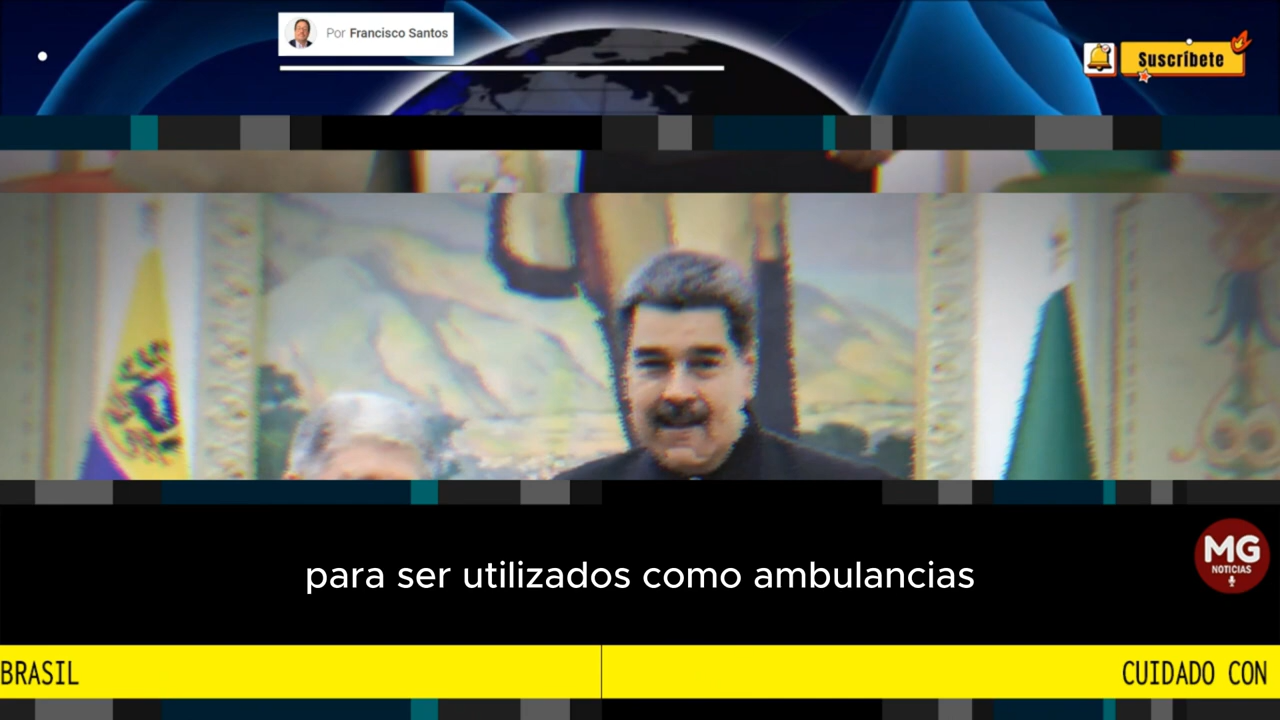 Por Francisco Santos
Suscríbete
para ser utilizados como ambulancias
MG
NOTICIAS
BRASIL
CUIDADO CON